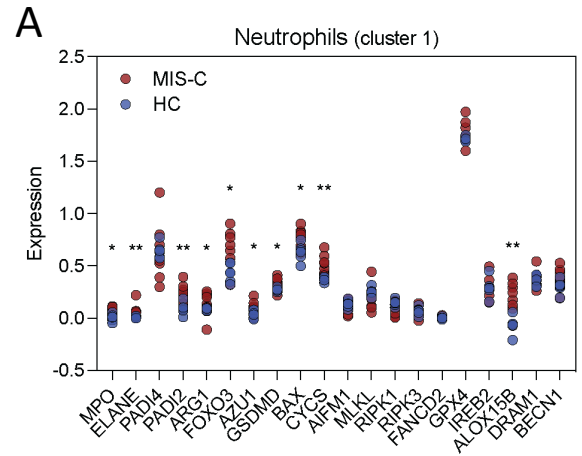 A
Neutrophils (cluster 1)
2.5
2.0
1.5
1.0
0.5
0.0
-0.5
Expression
MIS-C
HC
* ** ** * * * * * ** **
MPO
ELANE
PADI4
PADI2
ARG1
FOXO3
AZU1
GSDMD
BAX
CYCS
AIFM1
MLKL
RIPK1
RIPK3
FANCD2
GPX4
IREB2
ALOX15B
DRAM1
BECN1